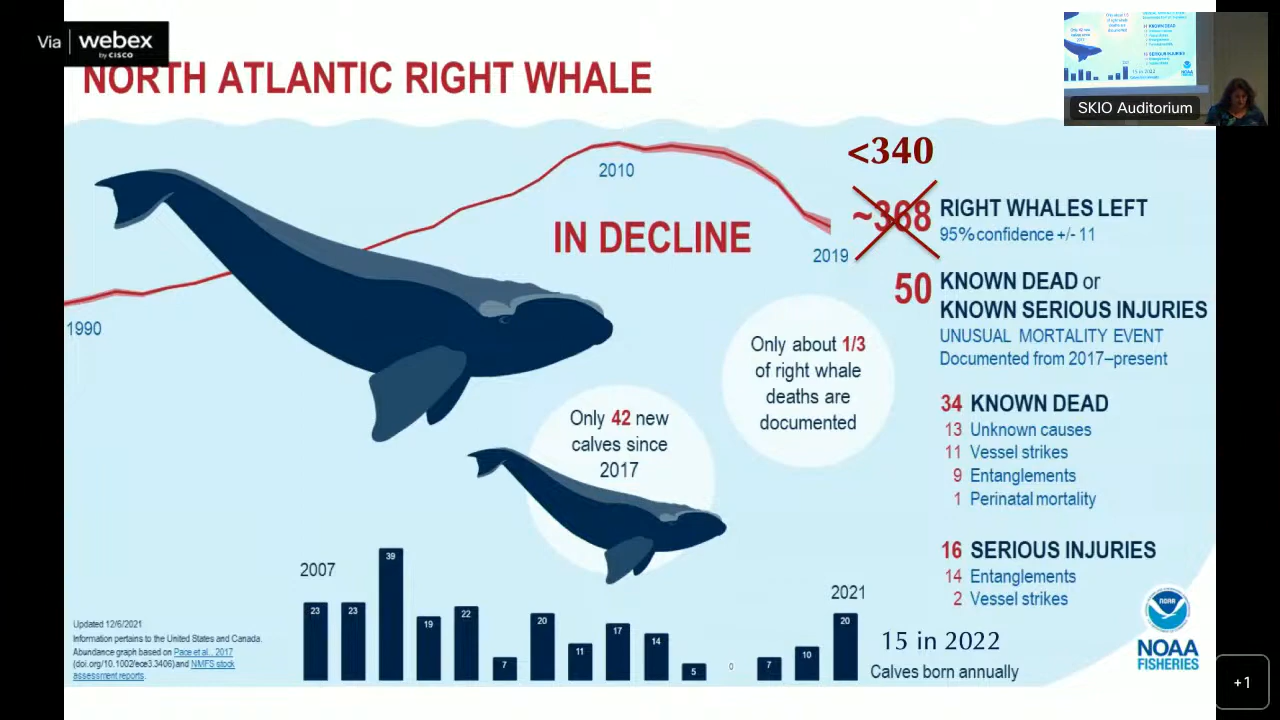 Via webex
by CISCO
NORTH ATLANTIC RIGHT WHALE
SKIO Auditorium
<340
~368 RIGHT WHALES LEFT
95% confidence +/- 11
1990
2010
2019
IN DECLINE
50 KNOWN DEAD or
KNOWN SERIOUS INJURIES
UNUSUAL MORTALITY EVENT
Documented from 2017–present
Only about 1/3
of right whale
deaths are
documented
Only 42 new
calves since
2017
34 KNOWN DEAD
13 Unknown causes
11 Vessel strikes
9 Entanglements
1 Perinatal mortality
16 SERIOUS INJURIES
14 Entanglements
2 Vessel strikes
2007
23 23 39 19 22 7 20 11 17 14 5 0 7 10 20
2021
15 in 2022
Calves born annually
Updated 12/6/2021
Information pertains to the United States and Canada.
Abundance graph based on Pace et al., 2017
(doi.org/10.1002/ece3.3406) and NMFS stock
assessment reports.
NOAA
NOAA
FISHERIES
+1